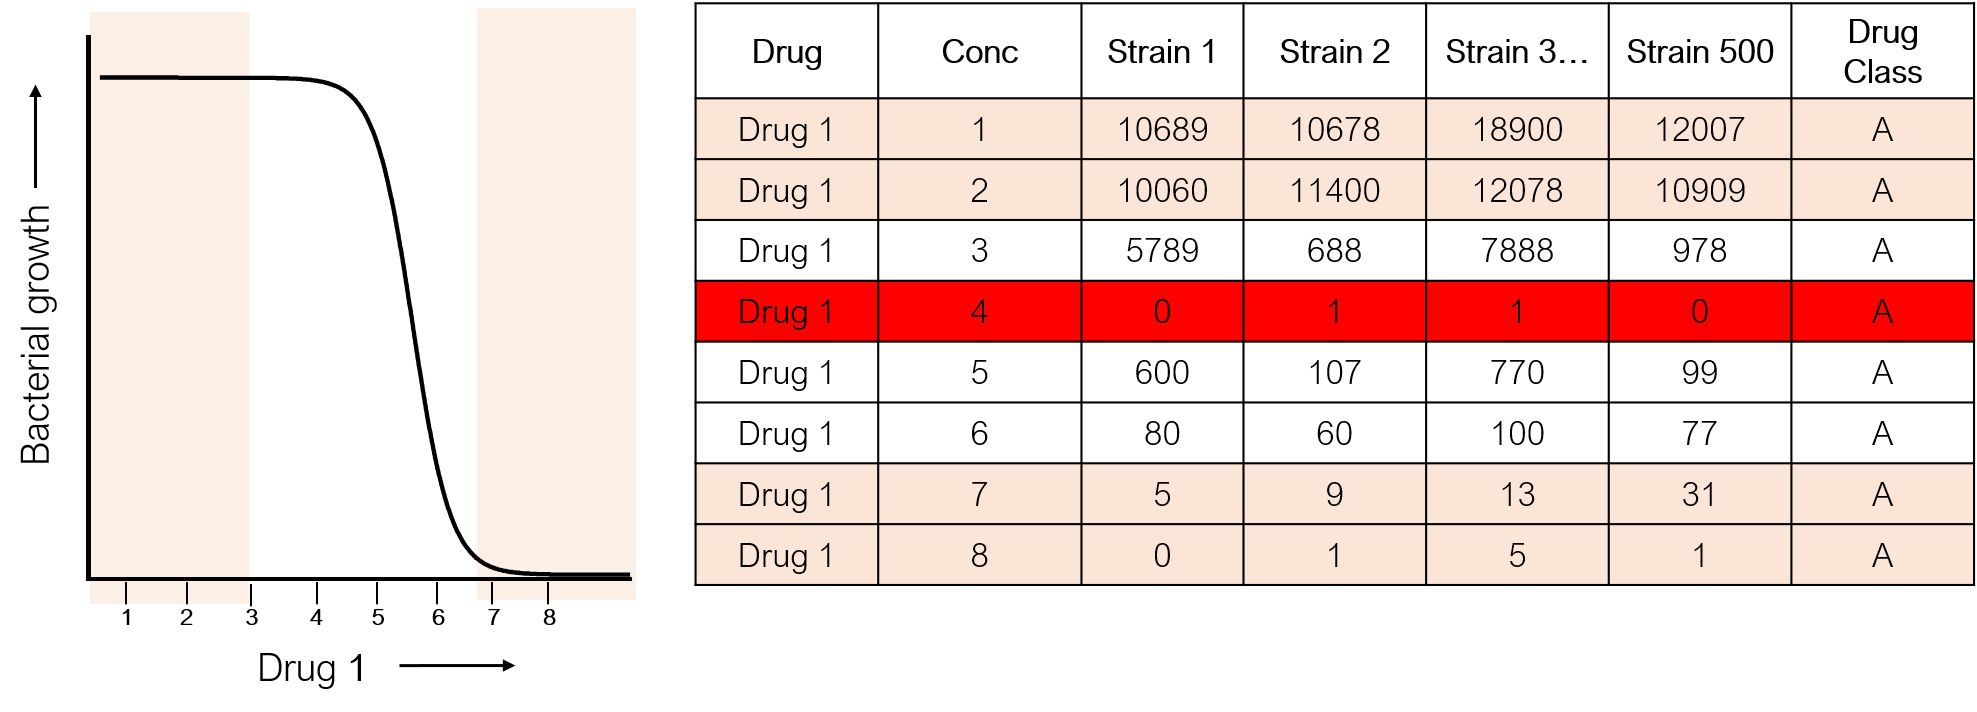 Bacterial growth
1 2 3 4 5 6 7 8
Drug 1
Drug Conc Strain 1 Strain 2 Strain 3... Strain 500 Drug
Class
Drug 1 1 10689 10678 18900 12007 A
Drug 1 2 10060 11400 12078 10909 A
Drug 1 3 5789 688 7888 978 A
Drug 1 4 0 1 1 0 A
Drug 1 5 600 107 770 99 A
Drug 1 6 80 60 100 77 A
Drug 1 7 5 9 13 31 A
Drug 1 8 0 1 5 1 A